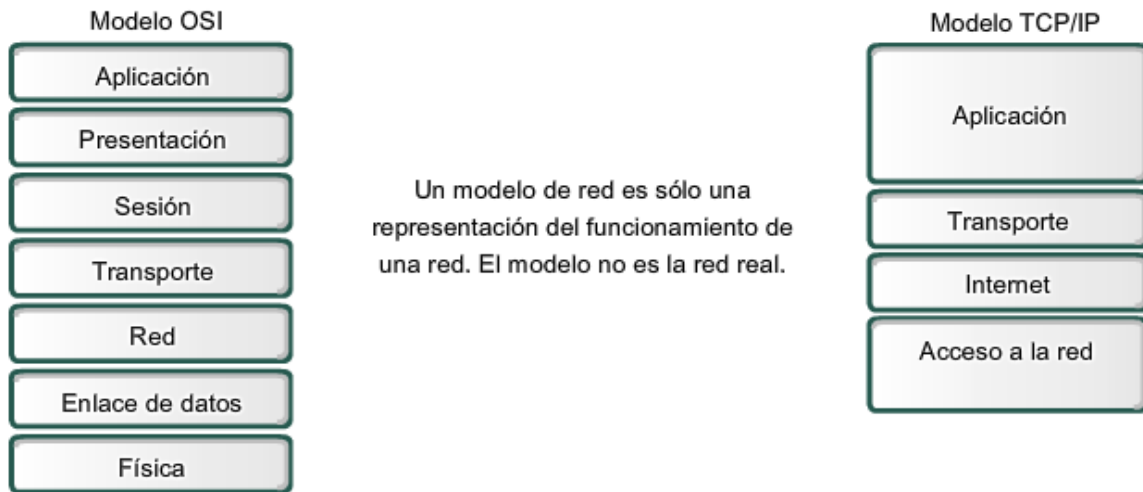 Modelo OSI
Aplicación
Presentación
Sesión
Transporte
Red
Enlace de datos
Física
Un modelo de red es sólo una
representación del funcionamiento de
una red. El modelo no es la red real.
Modelo TCP/IP
Aplicación
Transporte
Internet
Acceso a la red